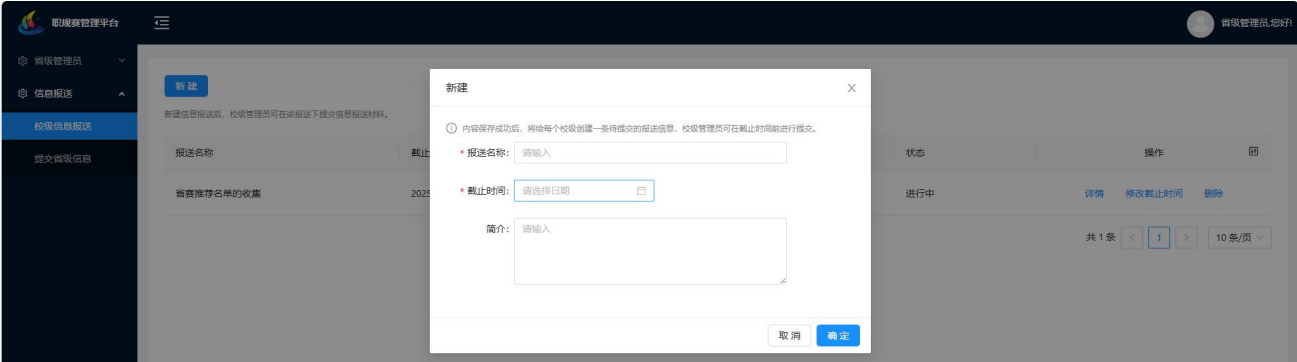 职规赛管理平台
省级管理员,您好!
省级管理员
信息报送
校级信息报送
提交省级信息
新建
新建信息报送后，校级管理员可在该报送下提交信息报送材料。
报送名称 截止 状态 操作
省赛推荐名单的收集 2025 进行中 详情 修改截止时间 删除
共 1 条 < 1 > 10 条/页
新建 X
内容保存成功后，将给每个校级创建一条待提交的报送信息，校级管理员可在截止时间前进行提交。
* 报送名称: 请输入
* 截止时间: 请选择日期
简介: 请输入
取消 确定